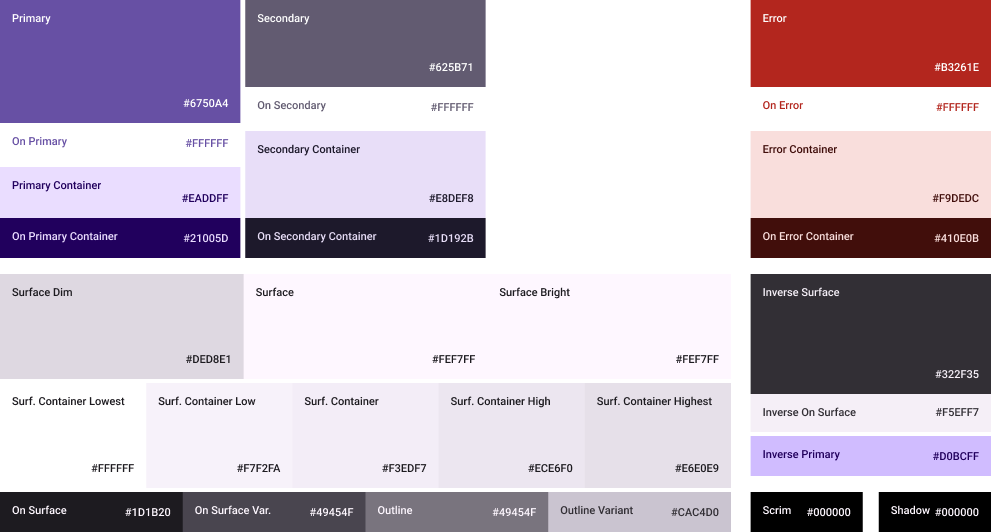 Primary
#6750A4
On Primary #FFFFFF
Primary Container
#EADDFF
On Primary Container #21005D
Secondary
#625B71
On Secondary #FFFFFF
Secondary Container
#E8DEF8
On Secondary Container #1D192B
Error
#B3261E
On Error #FFFFFF
Error Container
#F9DEDC
On Error Container #410E0B
Surface Dim
#DED8E1
Surface
#FEF7FF
Surface Bright
#FEF7FF
Surf. Container Lowest
#FFFFFF
Surf. Container Low
#F7F2FA
Surf. Container
#F3EDF7
Surf. Container High
#ECE6F0
Surf. Container Highest
#E6E0E9
On Surface #1D1B20
On Surface Var. #49454F
Outline #49454F
Outline Variant #CAC4D0
Inverse Surface
#322F35
Inverse On Surface #F5EFF7
Inverse Primary #D0BCFF
Scrim #000000
Shadow #000000